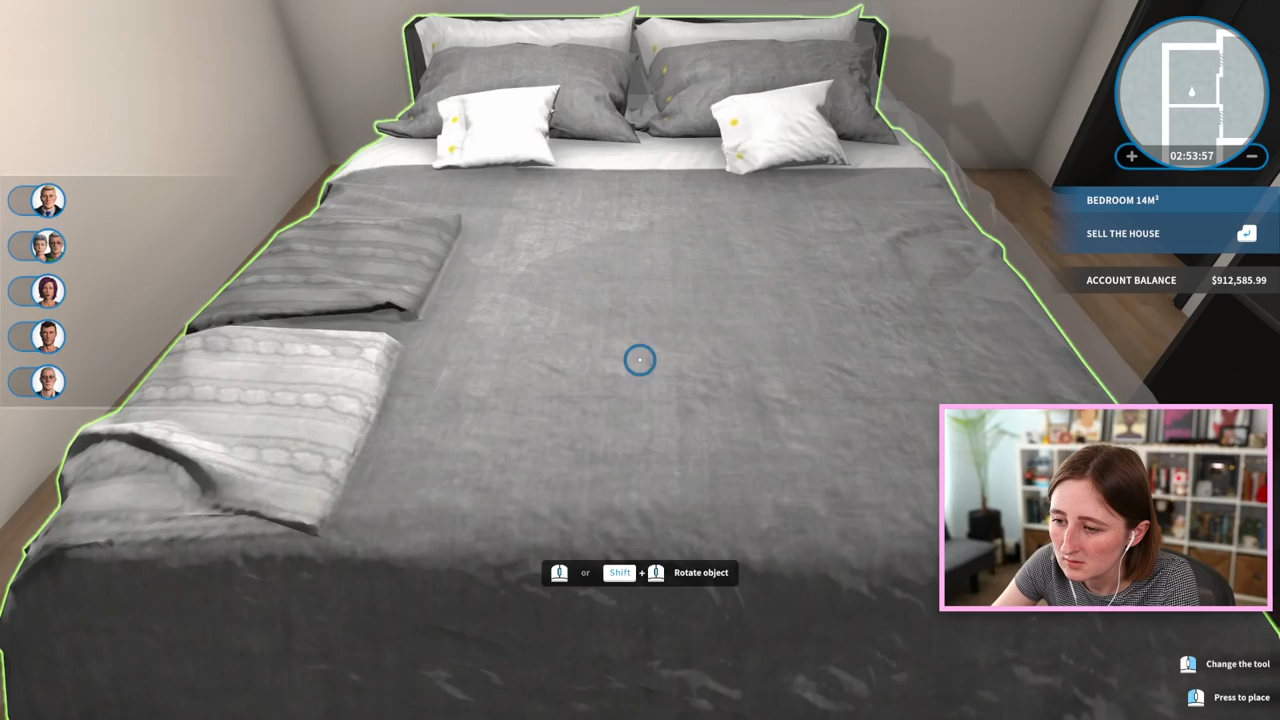 02:53:57
BEDROOM 14M²
SELL THE HOUSE
ACCOUNT BALANCE $912,585.99
or Shift + Rotate object
Change the tool
Press to place